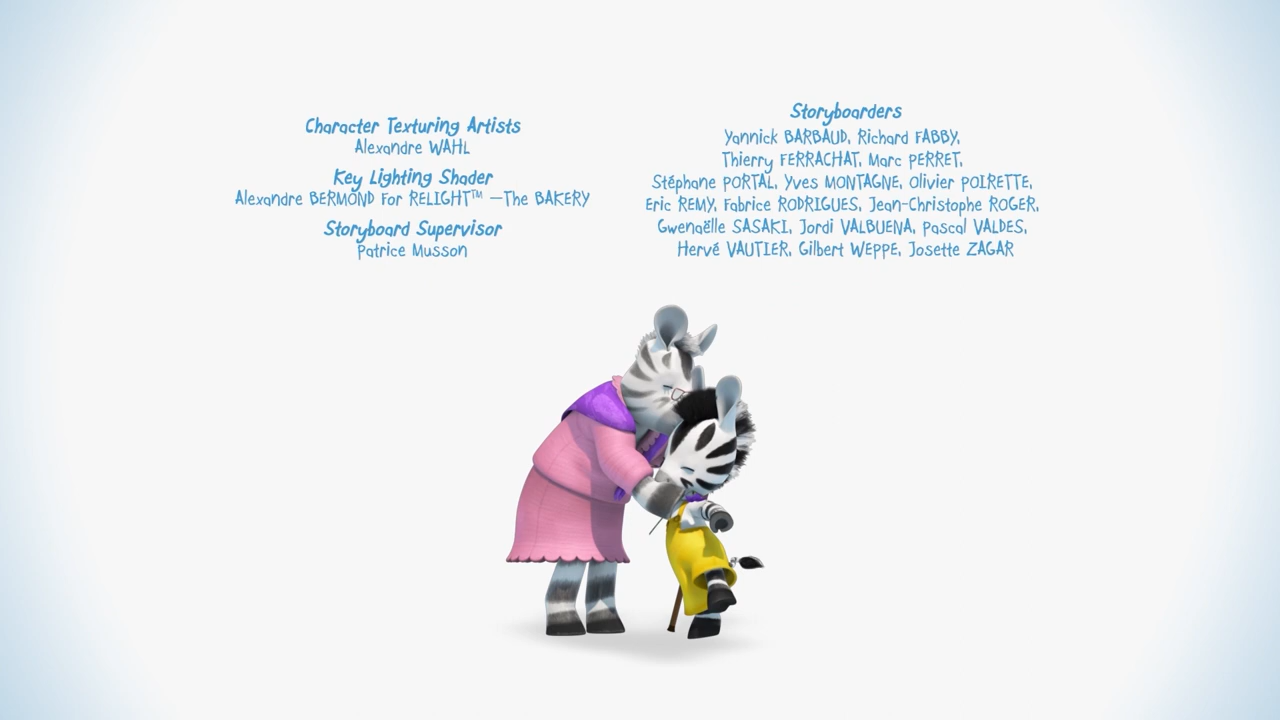 Character Texturing Artists
Alexandre WAHL
Key Lighting Shader
Alexandre BERMOND For RELIGHT™ —The BAKERY
Storyboard Supervisor
Patrice Musson
Storyboarders
Yannick BARBAUD, Richard FABBY,
Thierry FERRACHAT, Marc PERRET,
Stéphane PORTAL, Yves MONTAGNE, Olivier POIRETTE,
Eric REMY, Fabrice RODRIGUES, Jean-Christophe ROGER,
Gwenaëlle SASAKI, Jordi VALBUENA, Pascal VALDES,
Hervé VAUTIER, Gilbert WEPPE, Josette ZAGAR